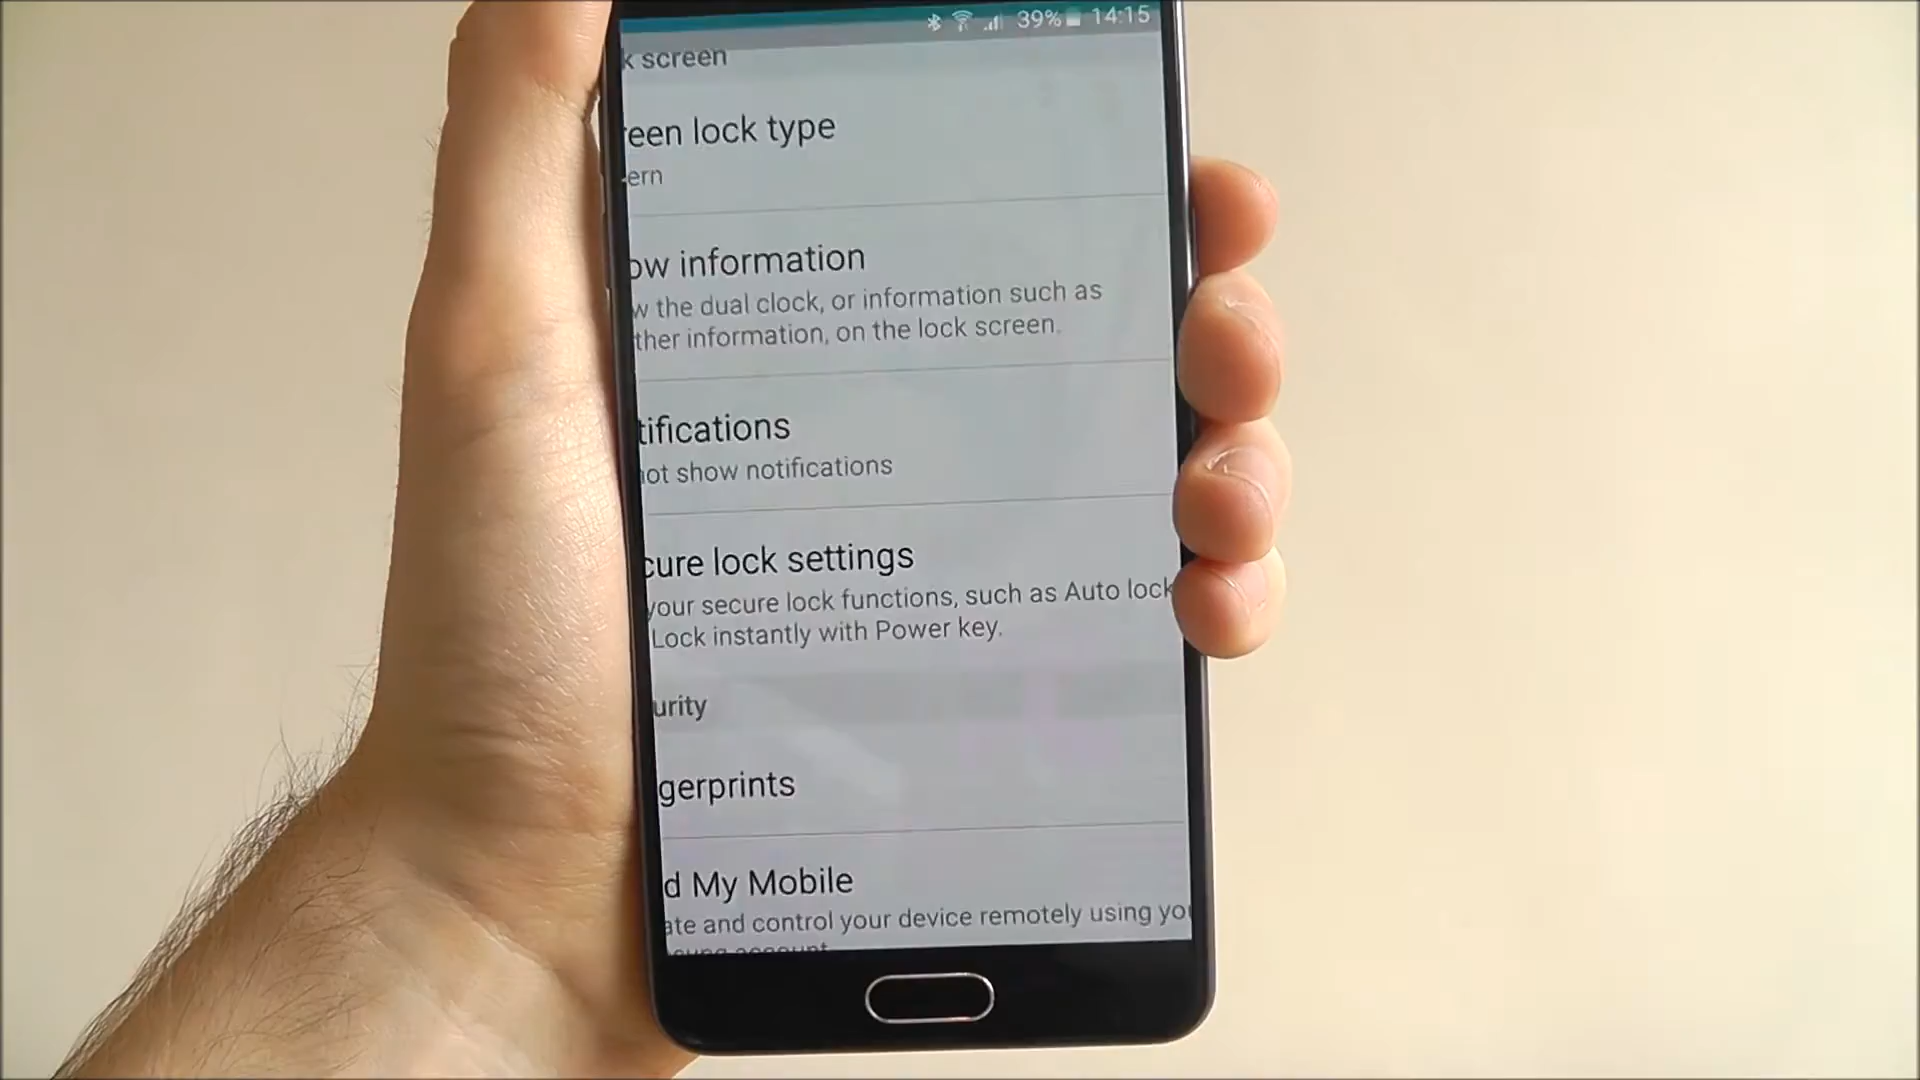 39% 14:15
k screen
een lock type
ern
ow information
w the dual clock, or information such as
ther information, on the lock screen.
tifications
not show notifications
cure lock settings
your secure lock functions, such as Auto lock
Lock instantly with Power key.
urity
gerprints
d My Mobile
ate and control your device remotely using you
account